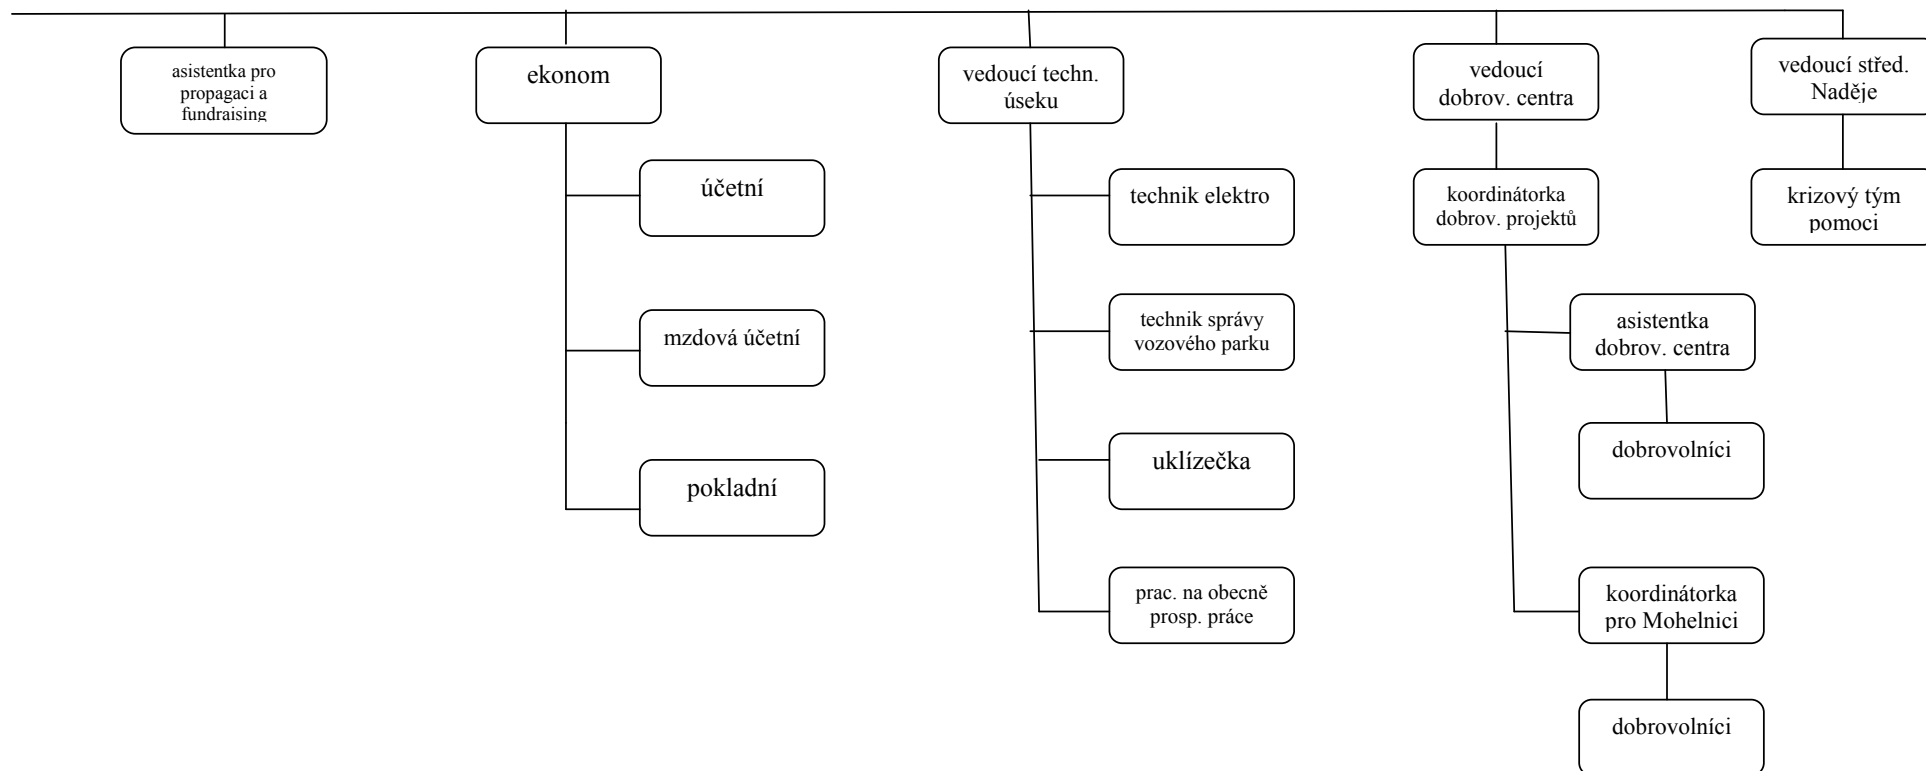 asistentka pro
propagaci a
fundraising
ekonom
účetní
mzdová účetní
pokladní
vedoucí techn.
úseku
technik elektro
technik správy
vozového parku
uklízečka
prac. na obecně
prosp. práce
vedoucí
dobrov. centra
koordinátorka
dobrov. projektů
asistentka
dobrov. centra
dobrovolníci
koordinátorka
pro Mohelnici
dobrovolníci
vedoucí střed.
Naděje
krizový tým
pomoci